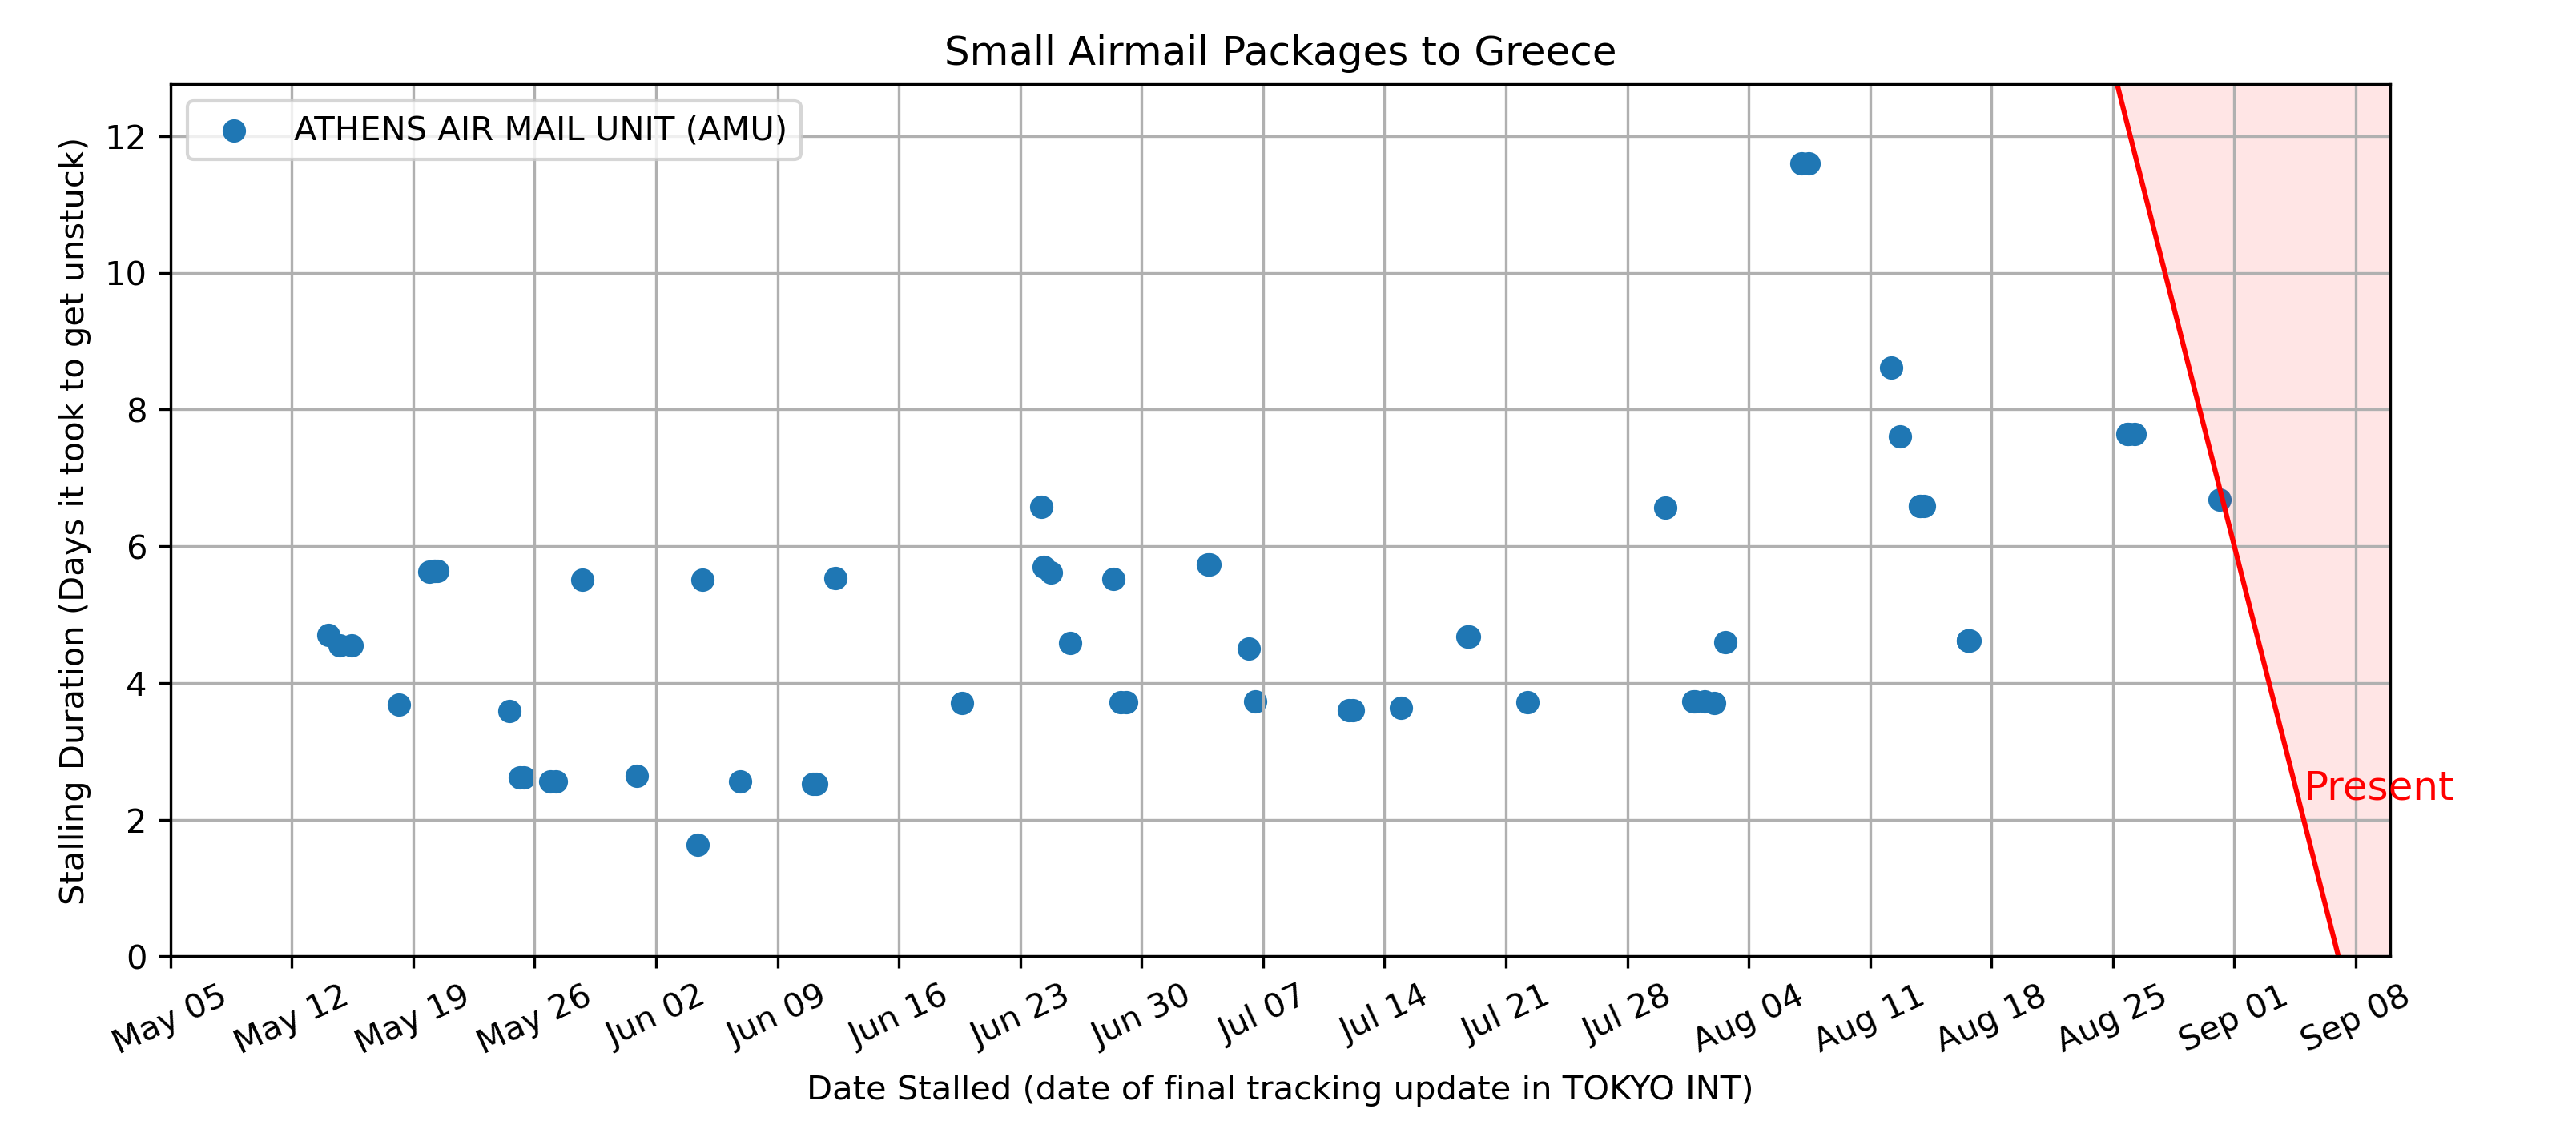 Small Airmail Packages to Greece
ATHENS AIR MAIL UNIT (AMU)
Stalling Duration (Days it took to get unstuck)
12
10
8
6
4
2
0
Present
May 05
May 12
May 19
May 26
Jun 02
Jun 09
Jun 16
Jun 23
Jun 30
Jul 07
Jul 14
Jul 21
Jul 28
Aug 04
Aug 11
Aug 18
Aug 25
Sep 01
Sep 08
Date Stalled (date of final tracking update in TOKYO INT)